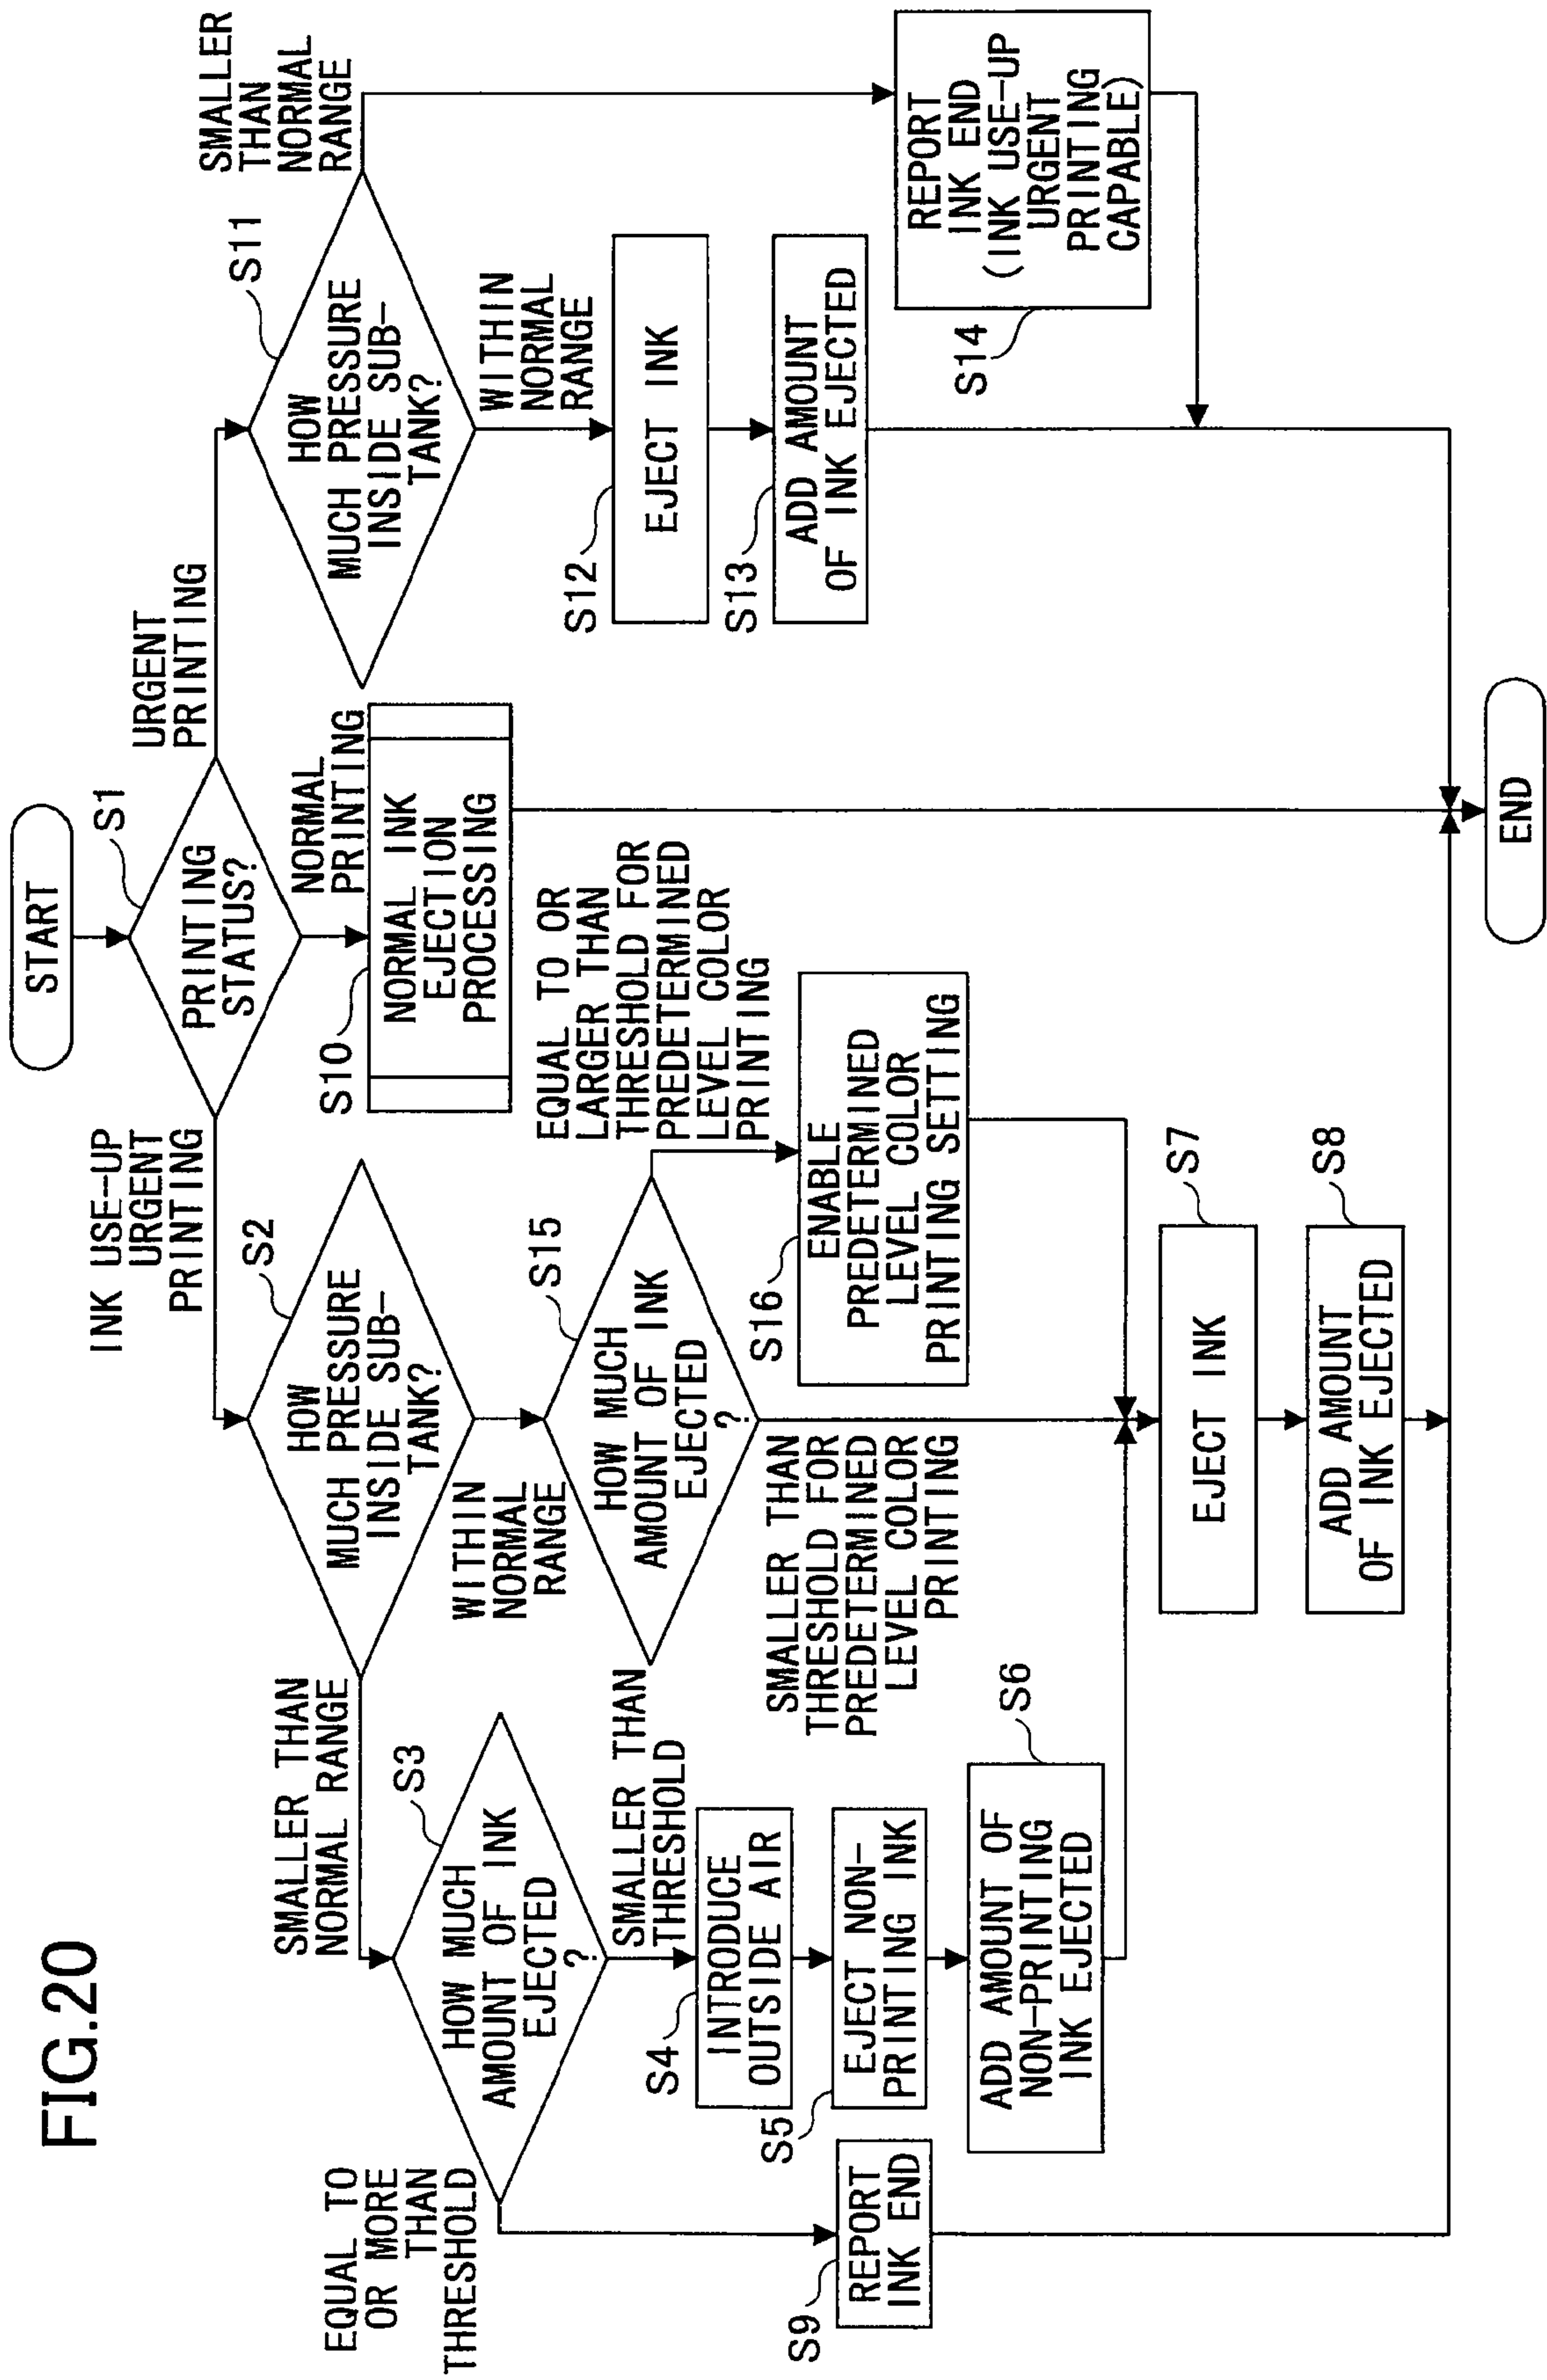 FIG.20
START
S1
PRINTING
STATUS?
INK USE-UP
URGENT
PRINTING
NORMAL
PRINTING
URGENT
PRINTING
S2
HOW
MUCH PRESSURE
INSIDE SUB-
TANK?
SMALLER THAN
NORMAL RANGE
WITHIN
NORMAL
RANGE
S3
HOW MUCH
AMOUNT OF INK
EJECTED
?
EQUAL TO
OR MORE
THAN
THRESHOLD
SMALLER THAN
THRESHOLD
S4
INTRODUCE
OUTSIDE AIR
S5
EJECT NON-
PRINTING INK
S6
ADD AMOUNT OF
NON-PRINTING
INK EJECTED
S9
REPORT
INK END
S15
HOW MUCH
AMOUNT OF INK
EJECTED
?
EQUAL TO OR
LARGER THAN
THRESHOLD FOR
PREDETERMINED
LEVEL COLOR
PRINTING
SMALLER THAN
THRESHOLD FOR
PREDETERMINED
LEVEL COLOR
PRINTING
S16
ENABLE
PREDETERMINED
LEVEL COLOR
PRINTING SETTING
S7
EJECT INK
S8
ADD AMOUNT
OF INK EJECTED
S10
NORMAL INK
EJECTION
PROCESSING
S11
HOW
MUCH PRESSURE
INSIDE SUB-
TANK?
SMALLER
THAN
NORMAL
RANGE
WITHIN
NORMAL
RANGE
S12
EJECT INK
S13
ADD AMOUNT
OF INK EJECTED
S14
REPORT
INK END
(INK USE-UP
URGENT
PRINTING
CAPABLE)
END